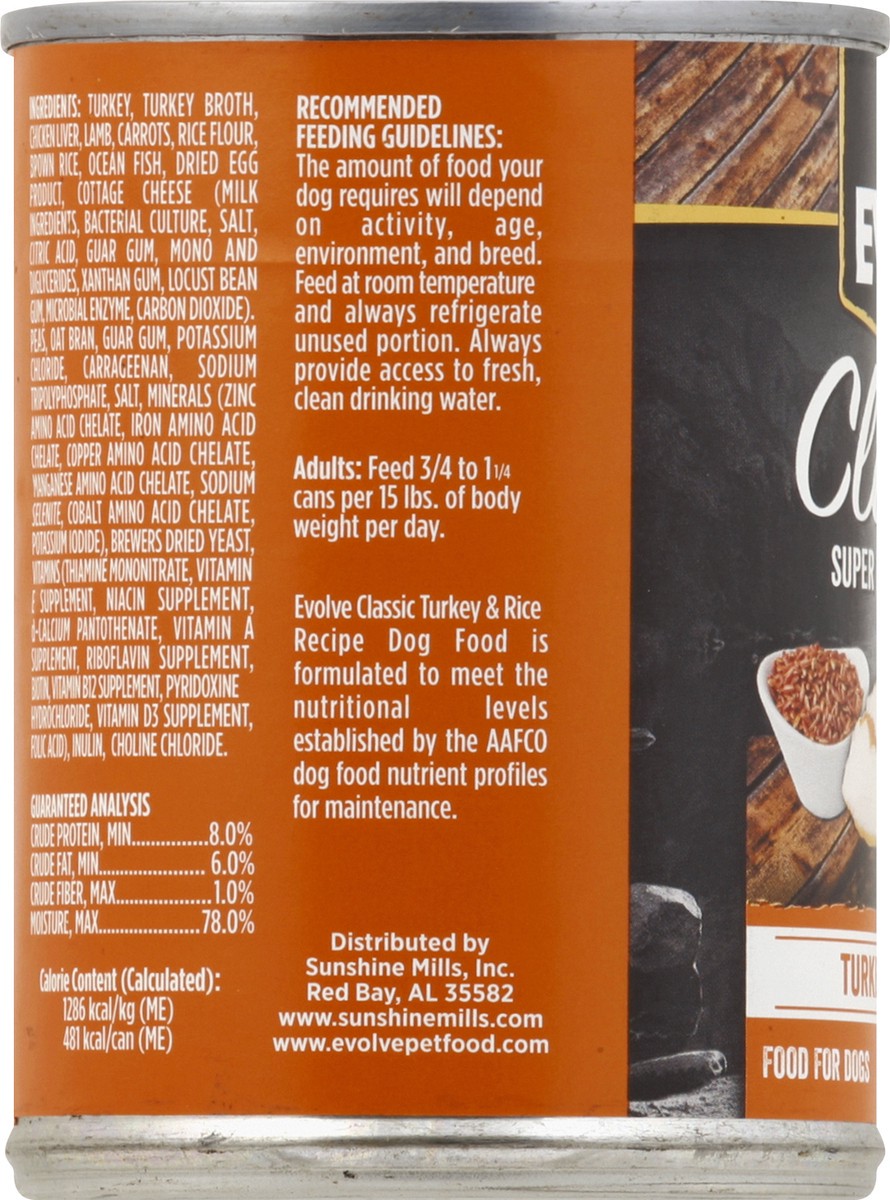 INGREDIENTS: TURKEY, TURKEY BROTH,
CHICKEN LIVER, LAMB, CARROTS, RICE FLOUR,
BROWN RICE, OCEAN FISH, DRIED EGG
PRODUCT, COTTAGE CHEESE (MILK
INGREDIENTS, BACTERIAL CULTURE, SALT,
CITRIC ACID, GUAR GUM, MONO AND
DIGLYCERIDES, XANTHAN GUM, LOCUST BEAN
GUM, MICROBIAL ENZYME, CARBON DIOXIDE).
PEAS, OAT BRAN, GUAR GUM, POTASSIUM
CHLORIDE, CARRAGEENAN, SODIUM
TRIPOLYPHOSPHATE, SALT, MINERALS (ZINC
AMINO ACID CHELATE, IRON AMINO ACID
CHELATE, COPPER AMINO ACID CHELATE,
MANGANESE AMINO ACID CHELATE, SODIUM
SELENITE, COBALT AMINO ACID CHELATE,
POTASSIUM IODIDE), BREWERS DRIED YEAST,
VITAMINS (THIAMINE MONONITRATE, VITAMIN
E SUPPLEMENT, NIACIN SUPPLEMENT,
D-CALCIUM PANTOTHENATE, VITAMIN A
SUPPLEMENT, RIBOFLAVIN SUPPLEMENT,
BIOTIN, VITAMIN B12 SUPPLEMENT, PYRIDOXINE
HYDROCHLORIDE, VITAMIN D3 SUPPLEMENT,
FOLIC ACID), INULIN, CHOLINE CHLORIDE.
GUARANTEED ANALYSIS
CRUDE PROTEIN, MIN..............8.0%
CRUDE FAT, MIN................... 6.0%
CRUDE FIBER, MAX.................1.0%
MOISTURE, MAX...................78.0%
Calorie Content (Calculated):
1286 kcal/kg (ME)
481 kcal/can (ME)
RECOMMENDED
FEEDING GUIDELINES:
The amount of food your
dog requires will depend
on activity, age,
environment, and breed.
Feed at room temperature
and always refrigerate
unused portion. Always
provide access to fresh,
clean drinking water.
Adults: Feed 3/4 to 1 1/4
cans per 15 lbs. of body
weight per day.
Evolve Classic Turkey & Rice
Recipe Dog Food is
formulated to meet the
nutritional levels
established by the AAFCO
dog food nutrient profiles
for maintenance.
Distributed by
Sunshine Mills, Inc.
Red Bay, AL 35582
www.sunshinemills.com
www.evolvepetfood.com
E
Cl
SUPER
TURK
FOOD FOR DOGS